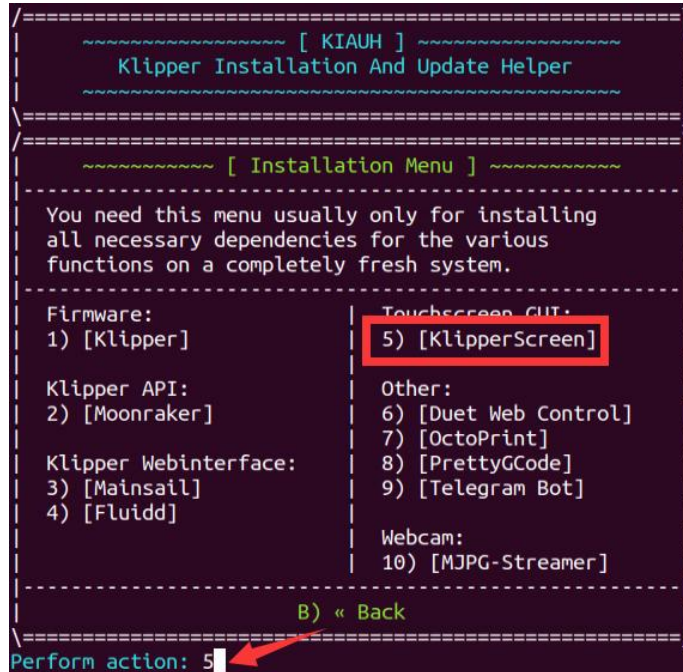 /=======================================================
| ~~~~~~~~~~~~~~~~~ [ KIAUH ] ~~~~~~~~~~~~~~~~~
| Klipper Installation And Update Helper
| ~~~~~~~~~~~~~~~~~~~~~~~~~~~~~~~~~~~~~~~~~~~~~
\=======================================================
/=======================================================
| ~~~~~~~~~~~ [ Installation Menu ] ~~~~~~~~~~~
|-------------------------------------------------------
| You need this menu usually only for installing
| all necessary dependencies for the various
| functions on a completely fresh system.
|-------------------------------------------------------
| Firmware: | Touchscreen GUI:
| 1) [Klipper] | 5) [KlipperScreen]
| |
| Klipper API: | Other:
| 2) [Moonraker] | 6) [Duet Web Control]
| | 7) [OctoPrint]
| Klipper Webinterface: | 8) [PrettyGCode]
| 3) [Mainsail] | 9) [Telegram Bot]
| 4) [Fluidd] |
| | Webcam:
| | 10) [MJPG-Streamer]
|-------------------------------------------------------
| B) « Back
\=======================================================
Perform action: 5